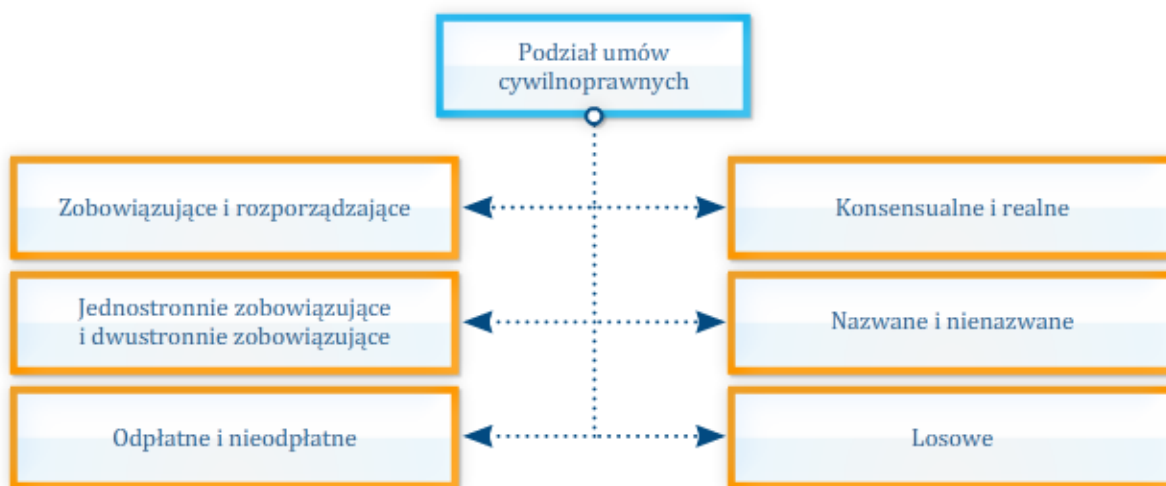 Podział umów
cywilnoprawnych
Zobowiązujące i rozporządzające
Konsensualne i realne
Jednostronnie zobowiązujące
i dwustronnie zobowiązujące
Nazwane i nienazwane
Odpłatne i nieodpłatne
Losowe